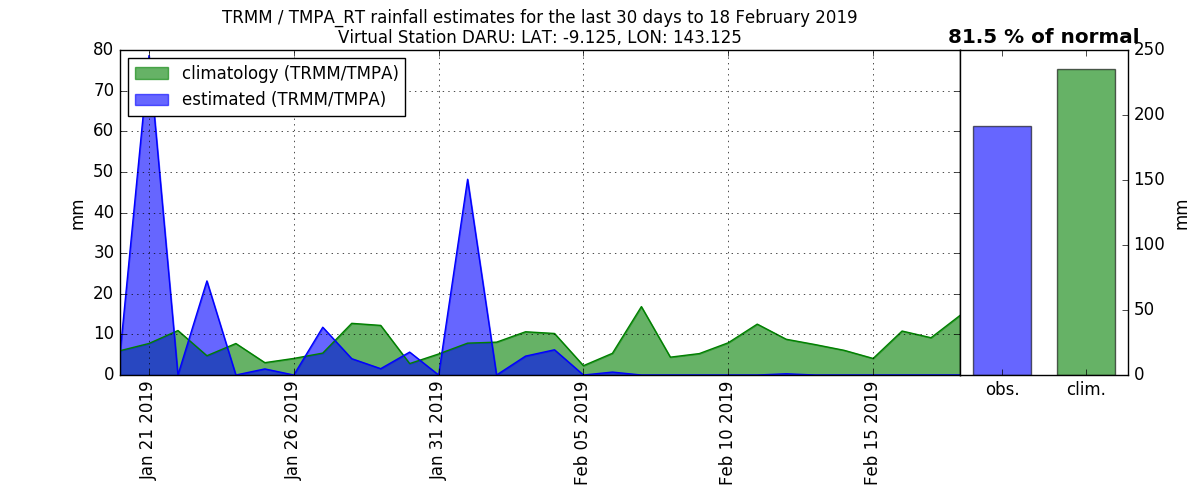 TRMM / TMPA_RT rainfall estimates for the last 30 days to 18 February 2019
Virtual Station DARU: LAT: -9.125, LON: 143.125
81.5 % of normal
climatology (TRMM/TMPA)
estimated (TRMM/TMPA)
80
70
60
50
40
30
20
10
0
mm
Jan 21 2019
Jan 26 2019
Jan 31 2019
Feb 05 2019
Feb 10 2019
Feb 15 2019
250
200
150
100
50
0
mm
obs.
clim.